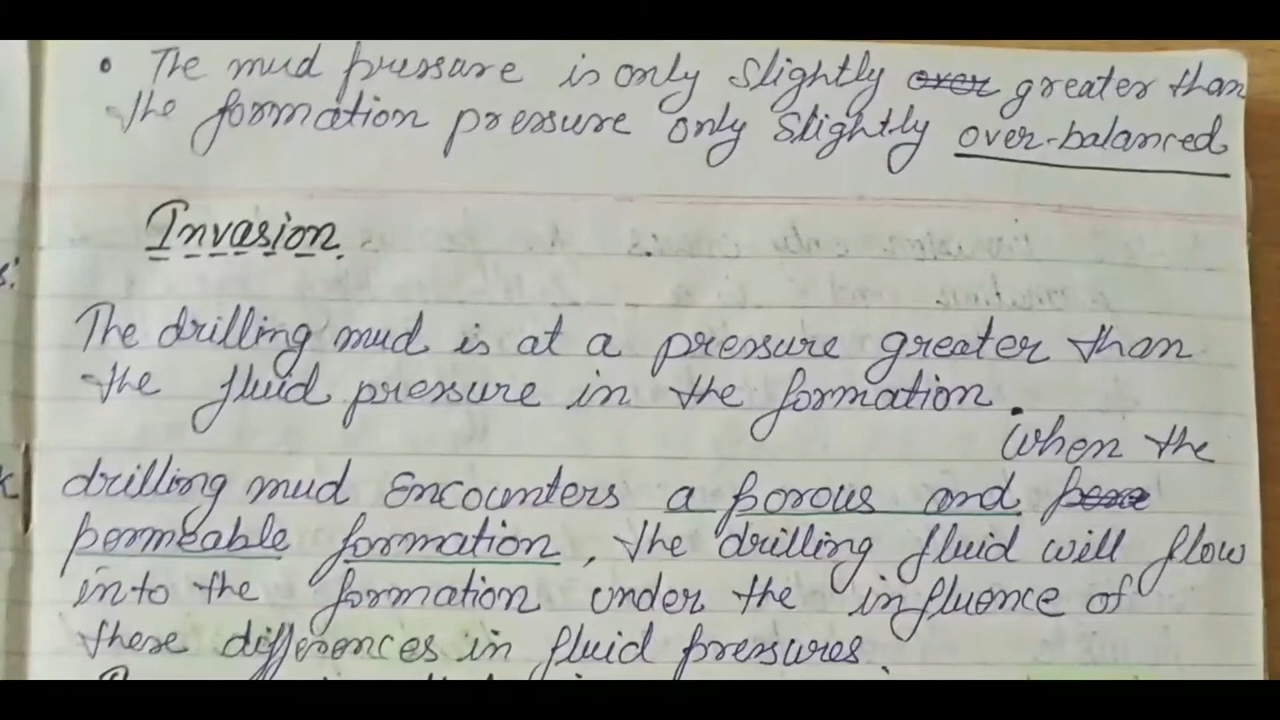 • The mud pressure is only slightly over greater than
the formation pressure only slightly over-balanced
Invasion.
The drilling mud is at a pressure greater than
the fluid pressure in the formation.
When the
drilling mud encounters a porous and
permeable formation, the drilling fluid will flow
into the formation under the influence of
these differences in fluid pressures.